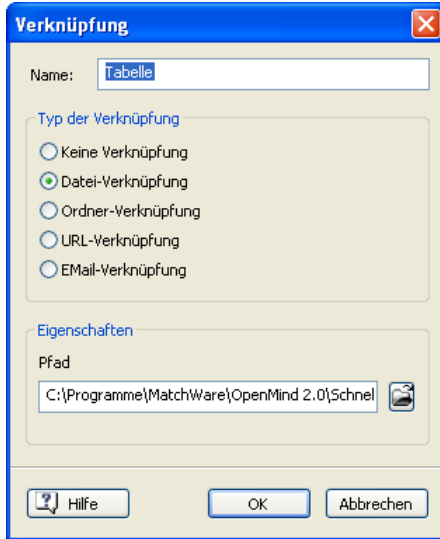 Verknüpfung
Name: Tabelle
Typ der Verknüpfung
Keine Verknüpfung
Datei-Verknüpfung
Ordner-Verknüpfung
URL-Verknüpfung
EMail-Verknüpfung
Eigenschaften
Pfad
C:\Programme\MatchWare\OpenMind 2.0\Schnel
Hilfe OK Abbrechen